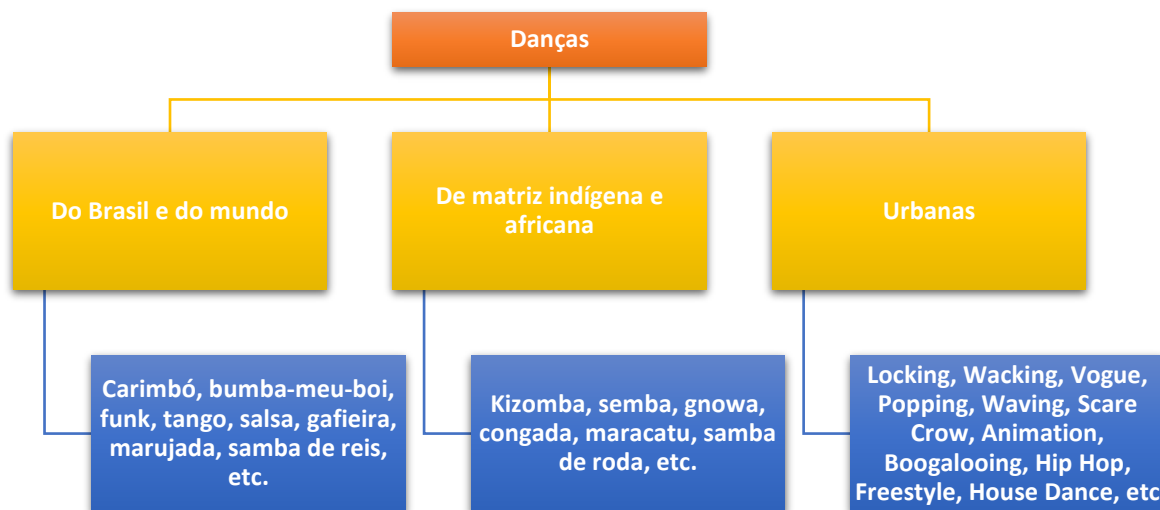 Danças
Do Brasil e do mundo
De matriz indígena e
africana
Urbanas
Carimbó, bumba-meu-boi,
funk, tango, salsa, gafieira,
marujada, samba de reis,
etc.
Kizomba, semba, gnowa,
congada, maracatu, samba
de roda, etc.
Locking, Wacking, Vogue,
Popping, Waving, Scare
Crow, Animation,
Boogalooing, Hip Hop,
Freestyle, House Dance, etc